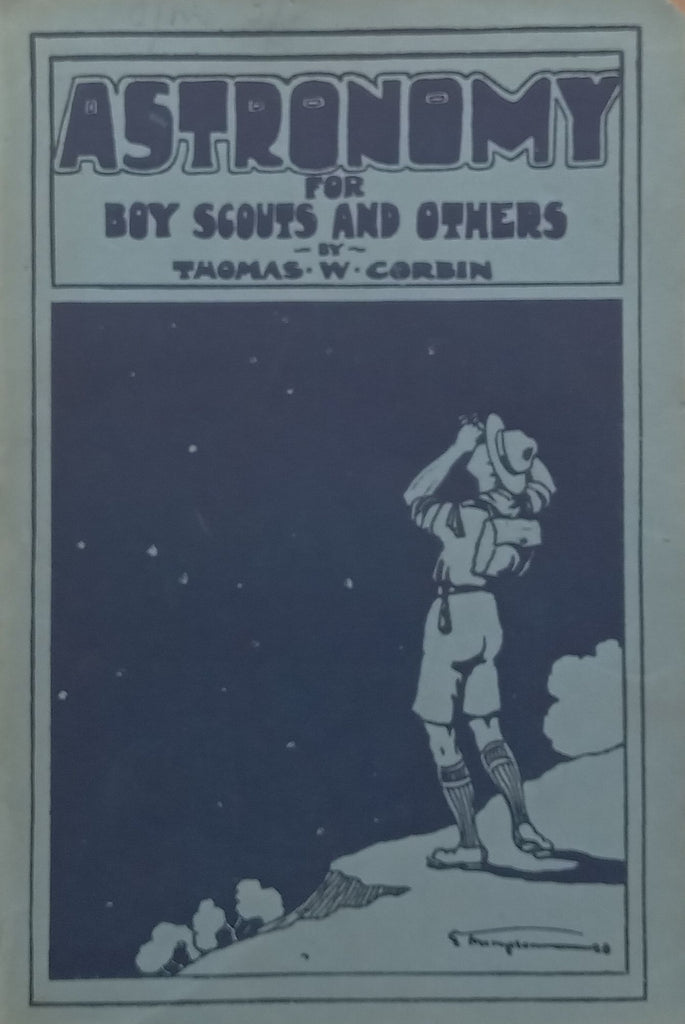 ASTRONOMY
FOR
BOY SCOUTS AND OTHERS
– BY ~
THOMAS · W · CORBIN